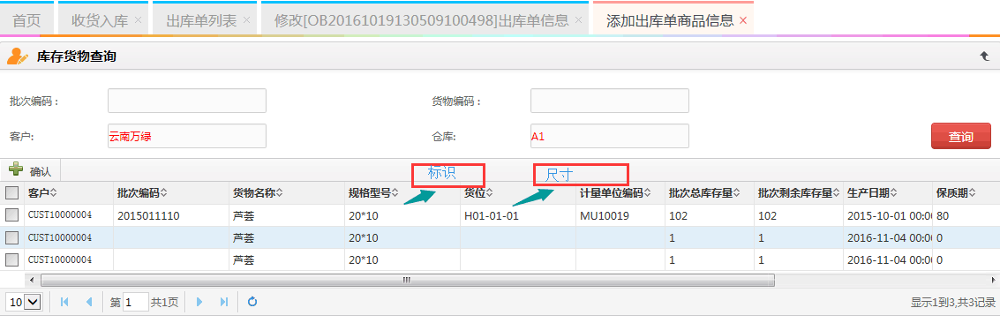 首页 收货入库 × 出库单列表 × 修改[OB20161019130509100498]出库单信息 × 添加出库单商品信息 ×
库存货物查询
批次编码： 货物编码：
客户: 云南万绿 仓库: A1 查询
确认 标识 尺寸
客户 批次编码 货物名称 规格型号 货位 计量单位编码 批次总库存量 批次剩余库存量 生产日期 保质期
CUST10000004 2015011110 芦荟 20*10 H01-01-01 MU10019 102 102 2015-10-01 00:00 80
CUST10000004 芦荟 20*10 1 1 2016-11-04 00:00 0
CUST10000004 芦荟 20*10 1 1 2016-11-04 00:00 0
10 第 1 共1页 显示1到3,共3记录